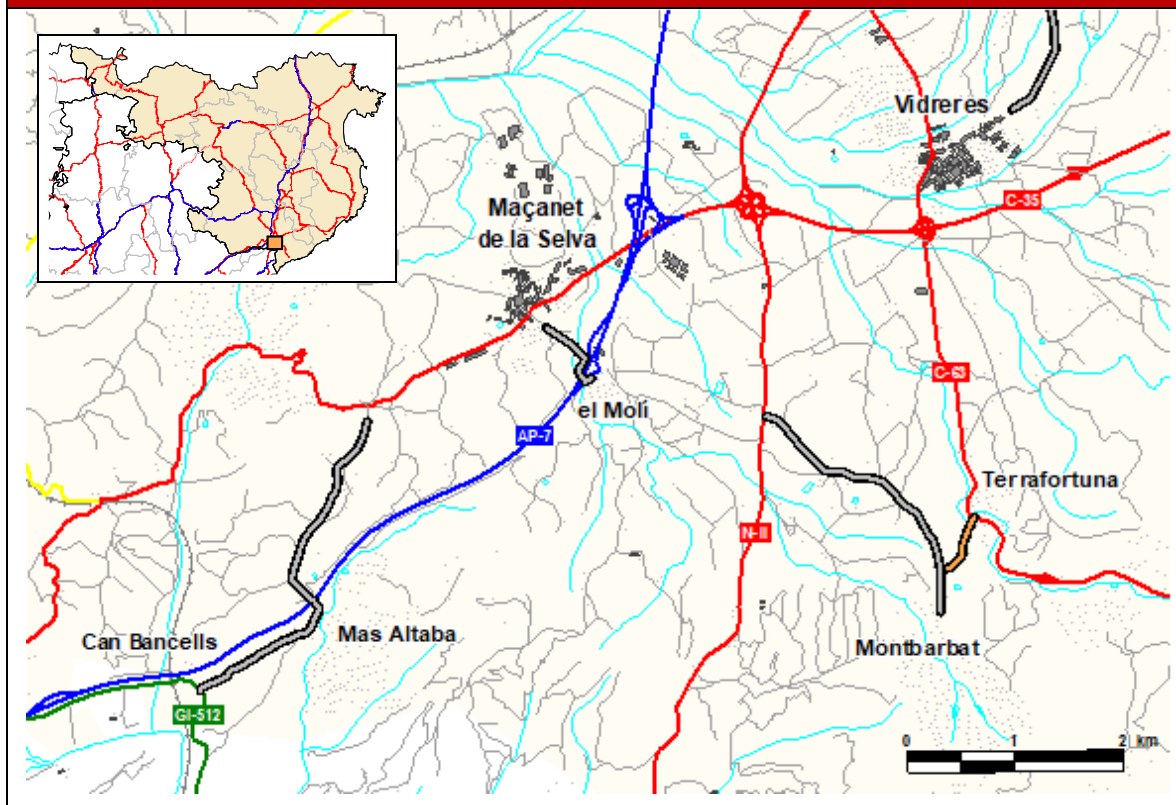 Vidreres
Maçanet
de la Selva
C-35
C-63
el Molí
AP-7
Terrafortuna
N-II
Can Bancells
Mas Altaba
Montbarbat
GI-512
0 1 2 km